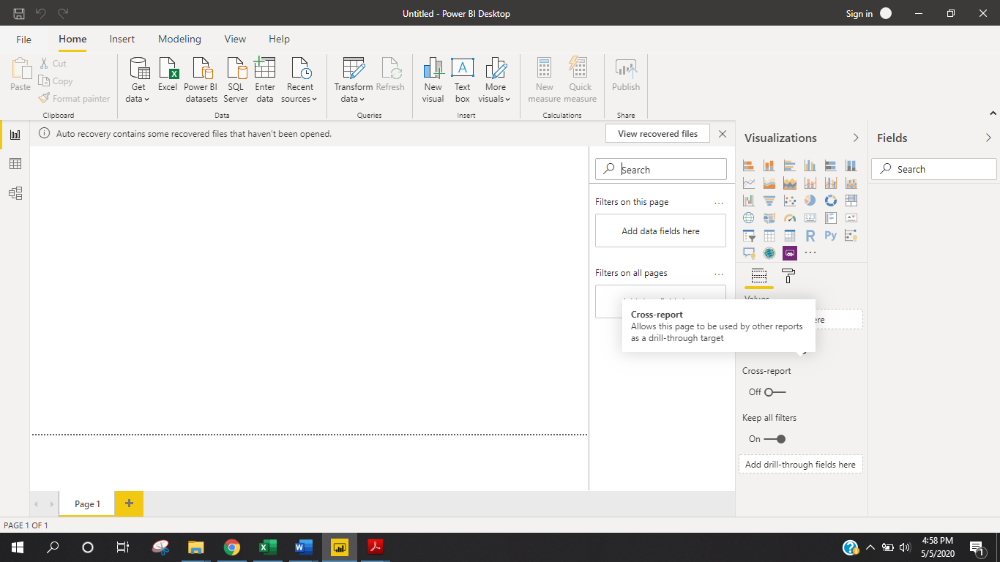 Untitled - Power BI Desktop
Sign in
File Home Insert Modeling View Help
Paste
Cut
Copy
Format painter
Clipboard
Get data
Excel
Power BI datasets
SQL Server
Enter data
Recent sources
Data
Transform data
Refresh
Queries
New visual
Text box
More visuals
Insert
New measure
Quick measure
Calculations
Publish
Share
Auto recovery contains some recovered files that haven't been opened.
View recovered files
Search
Filters on this page ...
Add data fields here
Filters on all pages ...
Visualizations
123
R
Py
...
Values
Cross-report
Allows this page to be used by other reports
as a drill-through target
Cross-report
Off
Keep all filters
On
Add drill-through fields here
Fields
Search
Page 1
PAGE 1 OF 1
4:58 PM
5/5/2020
1